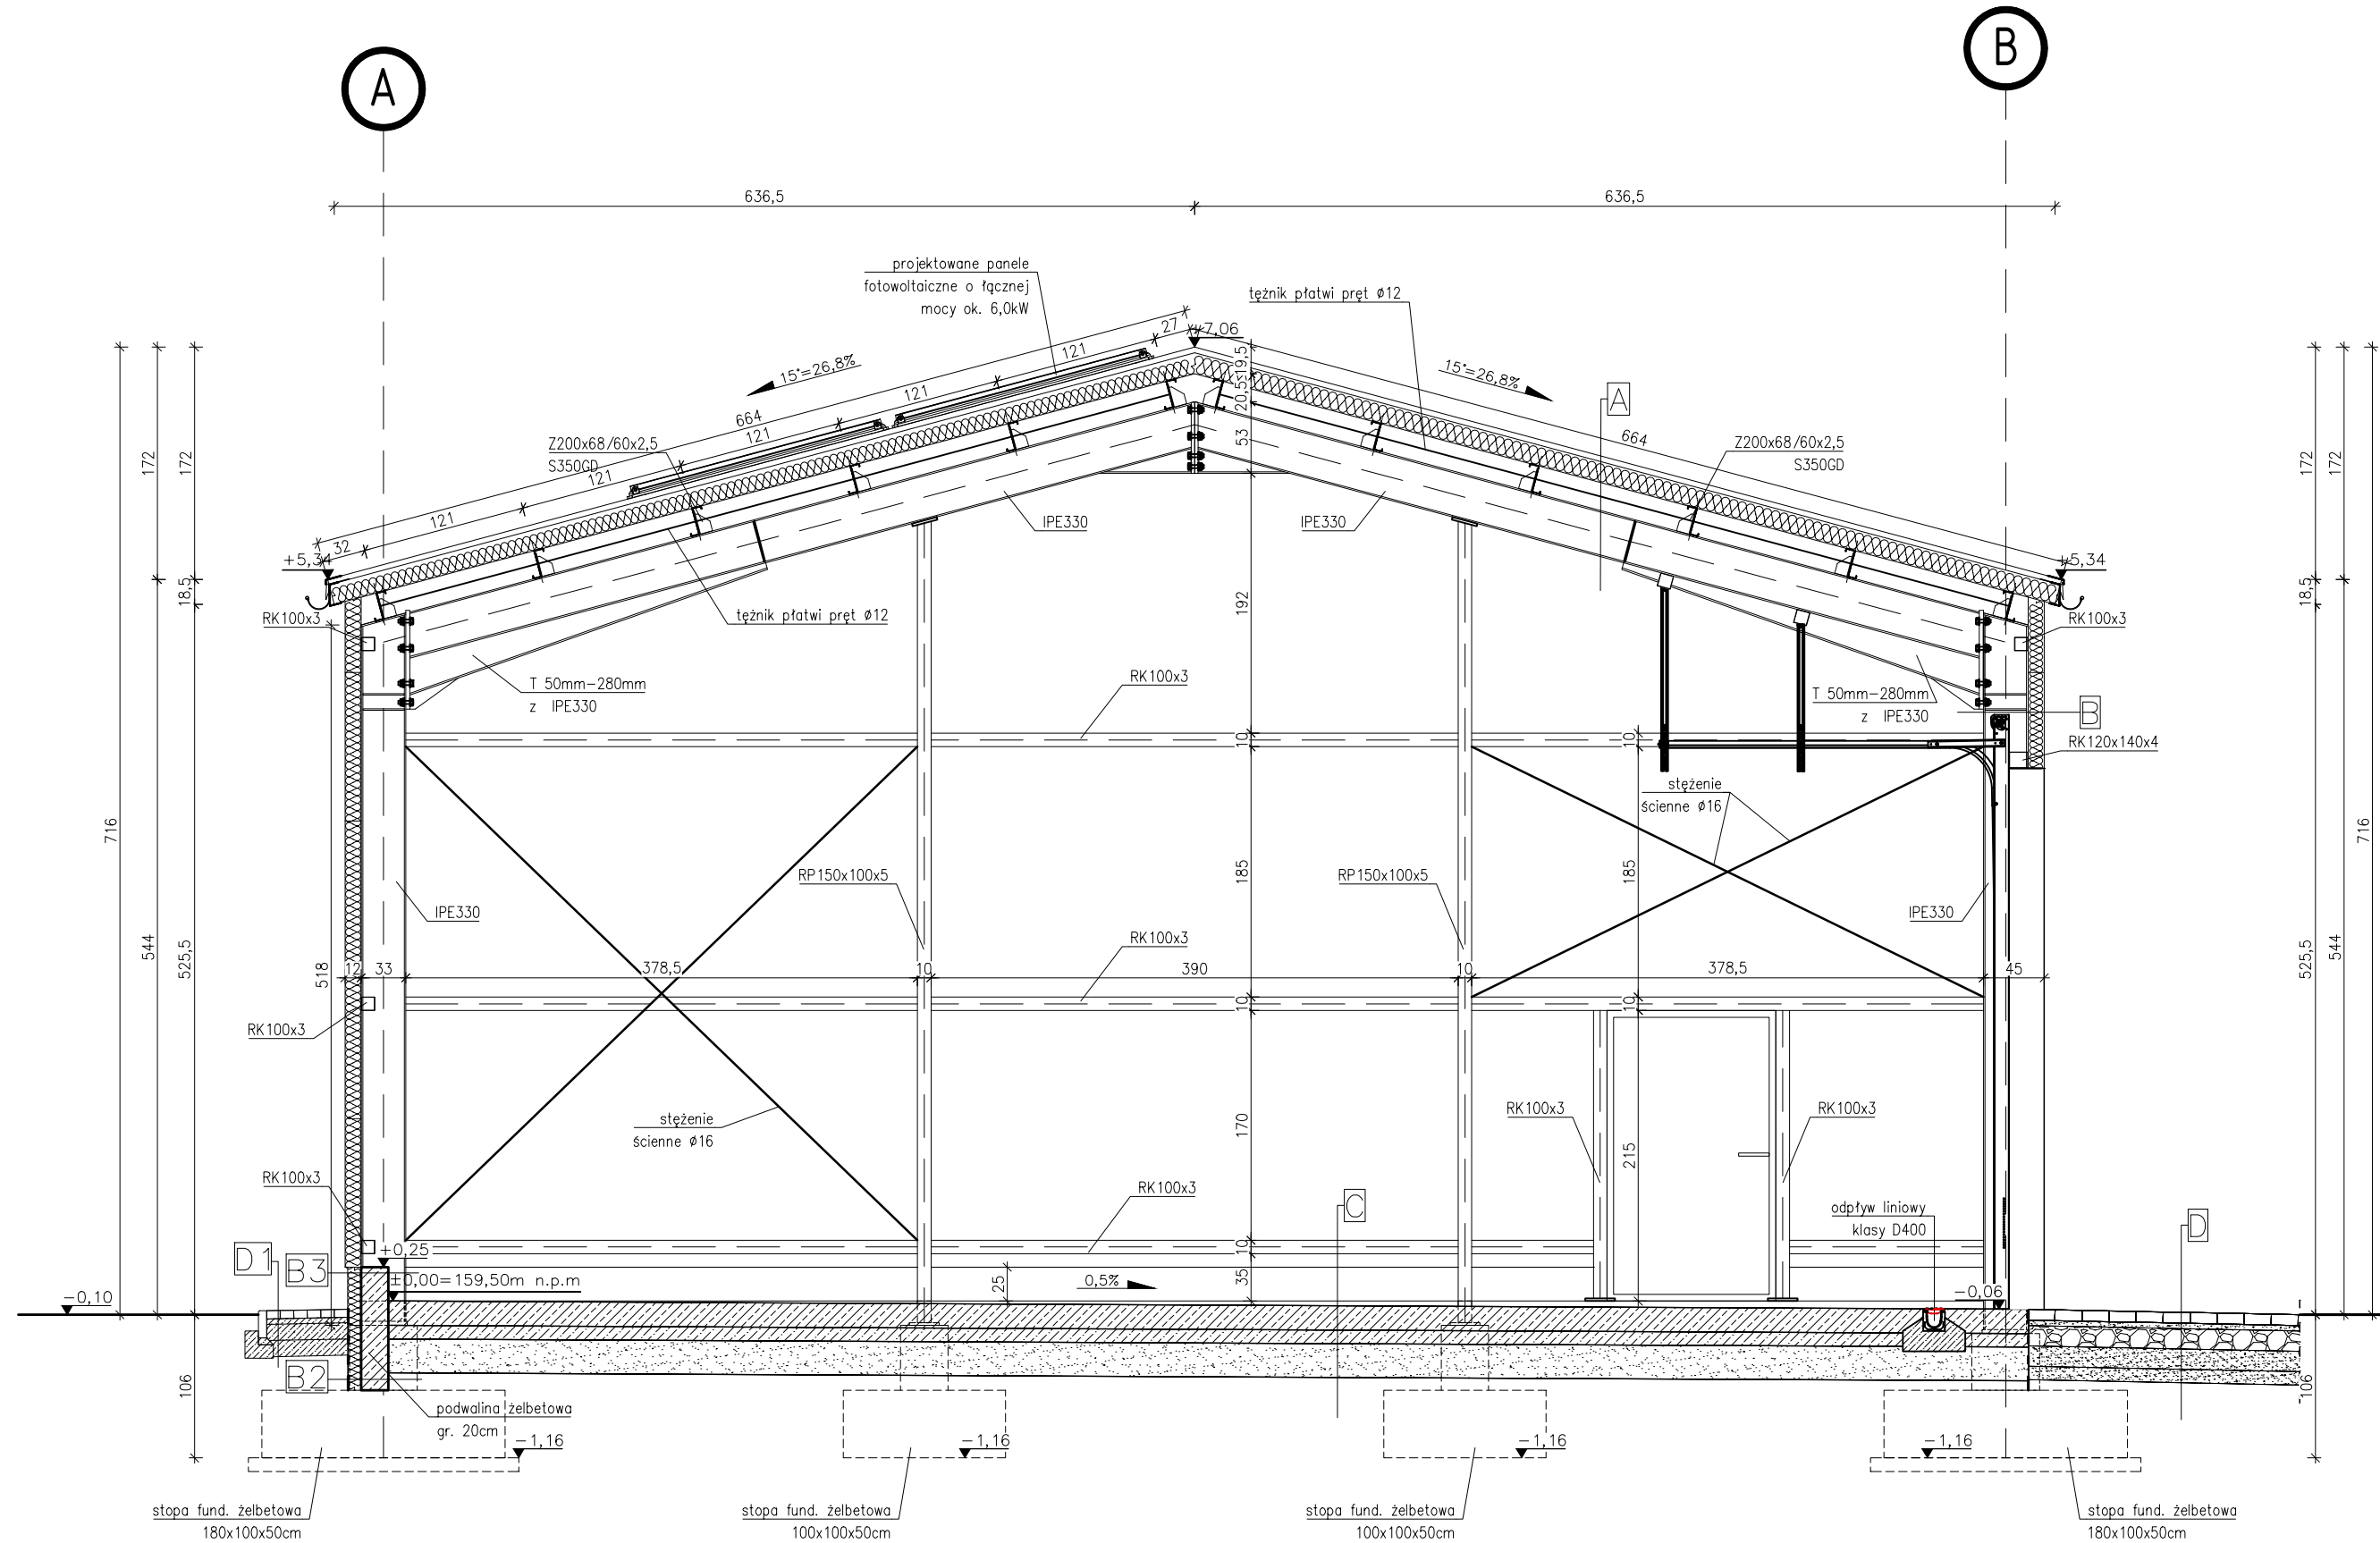 A
B
636,5
636,5
projektowane panele
fotowoltaiczne o łącznej
mocy ok. 6,0kW
tężnik płatwi pręt ø12
27
7,06
121
19,5
15°=26,8%
15°=26,8%
121
20,5
A
664
121
53
664
Z200x68/60x2,5
S350GD
Z200x68/60x2,5
S350GD
172
172
172
172
121
121
IPE330
IPE330
32
+5,34
5,34
18,5
18,5
192
RK100x3
tężnik płatwi pręt ø12
RK100x3
T 50mm-280mm
z IPE330
RK100x3
T 50mm-280mm
z IPE330
B
10
10
RK120x140x4
stężenie
ścienne ø16
716
716
185
185
RP150x100x5
RP150x100x5
IPE330
IPE330
544
525,5
518
RK100x3
525,5
544
12
33
378,5
10
390
10
378,5
45
10
10
RK100x3
RK100x3
stężenie
ścienne ø16
170
RK100x3
RK100x3
215
RK100x3
RK100x3
C
odpływ liniowy
klasy D400
D
D1
B3
+0,25
10
±0,00=159,50m n.p.m
25
0,5%
35
-0,06
-0,10
B2
106
106
podwalina żelbetowa
gr. 20cm
-1,16
-1,16
-1,16
-1,16
stopa fund. żelbetowa
180x100x50cm
stopa fund. żelbetowa
100x100x50cm
stopa fund. żelbetowa
100x100x50cm
stopa fund. żelbetowa
180x100x50cm